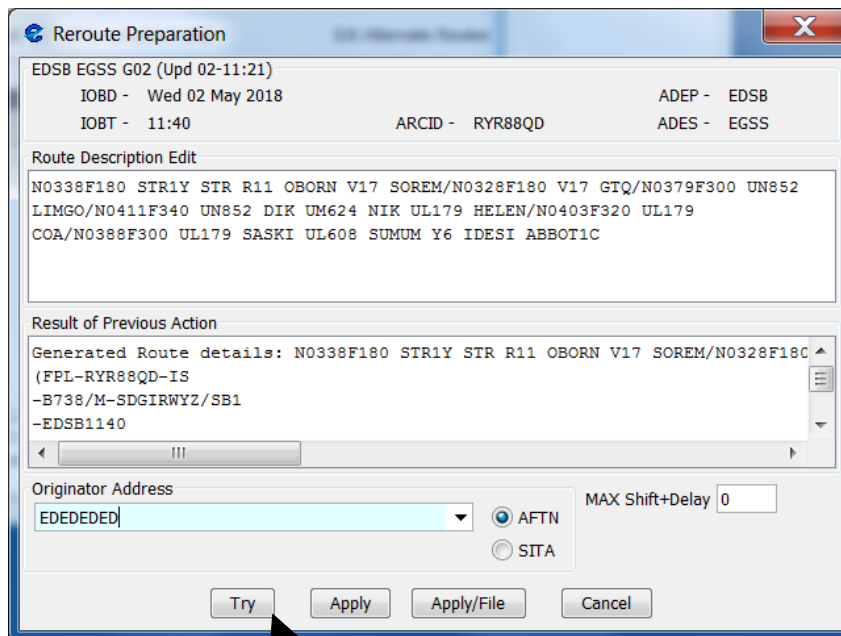 Reroute Preparation
EDSB EGSS G02 (Upd 02-11:21)
IOBD - Wed 02 May 2018 ADEP - EDSB
IOBT - 11:40 ARCID - RYR88QD ADES - EGSS
Route Description Edit
N0338F180 STR1Y STR R11 OBORN V17 SOREM/N0328F180 V17 GTQ/N0379F300 UN852
LIMGO/N0411F340 UN852 DIK UM624 NIK UL179 HELEN/N0403F320 UL179
COA/N0388F300 UL179 SASKI UL608 SUMUM Y6 IDESI ABBOT1C
Result of Previous Action
Generated Route details: N0338F180 STR1Y STR R11 OBORN V17 SOREM/N0328F180
(FPL-RYR88QD-IS
-B738/M-SDGIRWYZ/SB1
-EDSB1140
Originator Address
EDEDEDED
AFTN
SITA
MAX Shift+Delay 0
Try Apply Apply/File Cancel